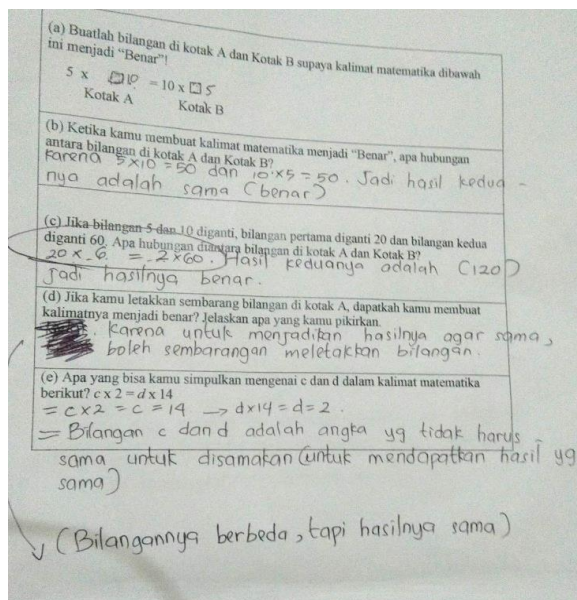 (a) Buatlah bilangan di kotak A dan Kotak B supaya kalimat matematika dibawah
ini menjadi “Benar”!
5 x 10 = 10 x 5
Kotak A Kotak B
(b) Ketika kamu membuat kalimat matematika menjadi “Benar”, apa hubungan
antara bilangan di kotak A dan Kotak B?
Karena 5x10 = 50 dan 10 x 5 = 50. Jadi hasil kedua -
nya adalah sama (benar)
(c) Jika bilangan 5 dan 10 diganti, bilangan pertama diganti 20 dan bilangan kedua
diganti 60. Apa hubungan diantara bilangan di kotak A dan Kotak B?
20 x 6 = 2 x 60. Hasil keduanya adalah (120)
Jadi hasilnya benar.
(d) Jika kamu letakkan sembarang bilangan di kotak A, dapatkah kamu membuat
kalimatnya menjadi benar? Jelaskan apa yang kamu pikirkan.
Karena untuk menjadikan hasilnya agar sama,
boleh sembarangan meletakkan bilangan.
(e) Apa yang bisa kamu simpulkan mengenai c dan d dalam kalimat matematika
berikut? c x 2 = d x 14
= c x 2 = c = 14 → d x 14 = d = 2.
= Bilangan c dan d adalah angka yg tidak harus
sama untuk disamakan (untuk mendapatkan hasil yg
sama)
(Bilangannya berbeda, tapi hasilnya sama)